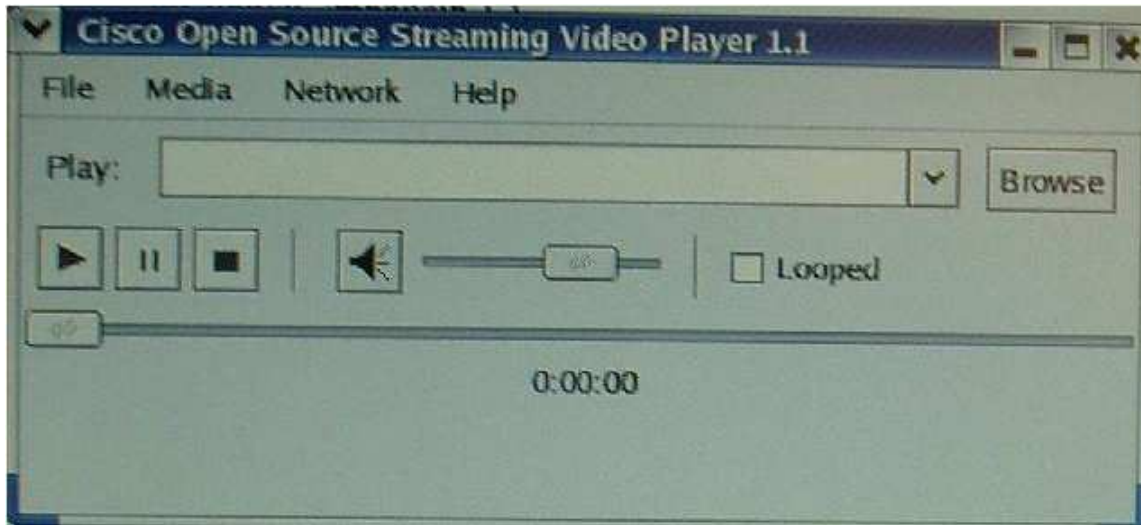 Cisco Open Source Streaming Video Player 1.1
File Media Network Help
Play: Browse
Looped
0:00:00